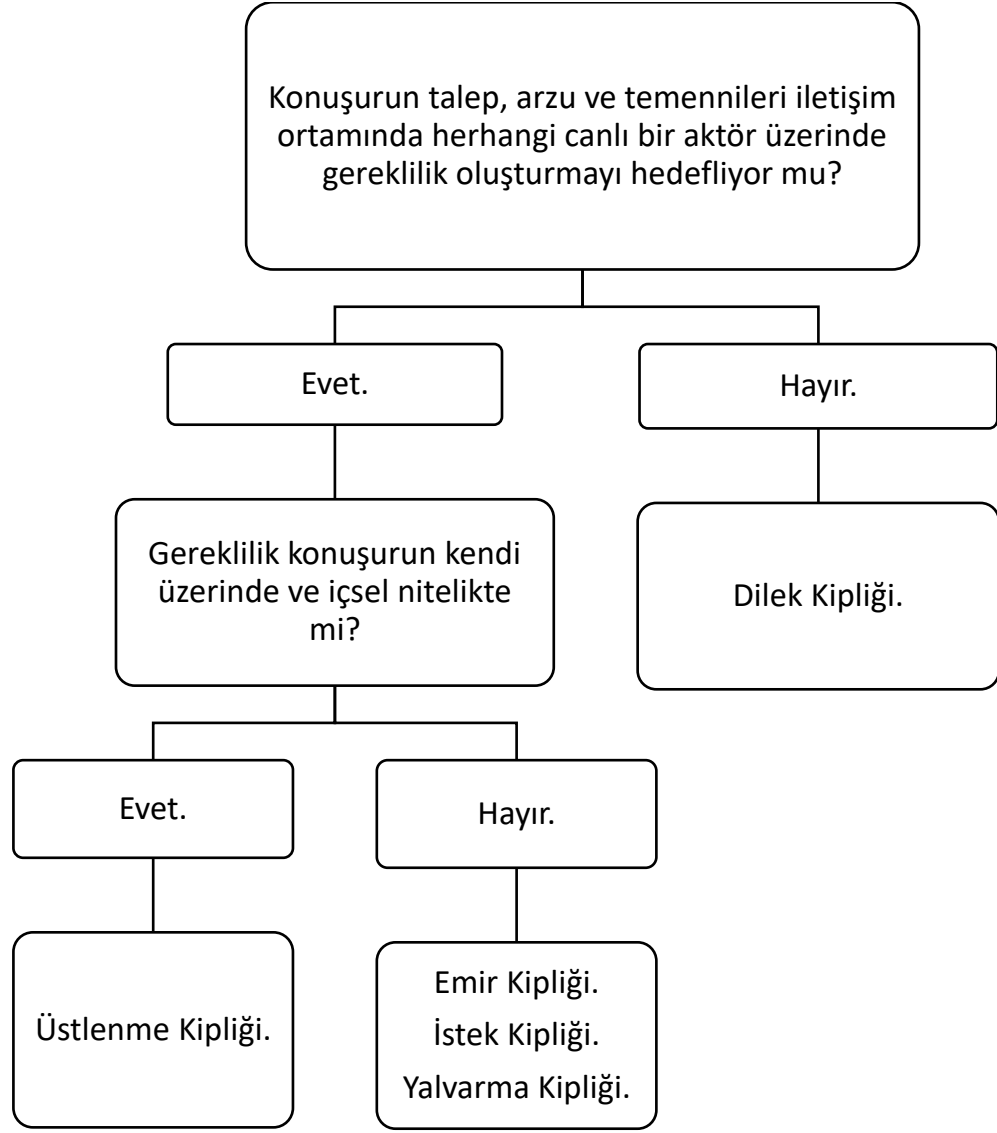 Konuşurun talep, arzu ve temennileri iletişim
ortamında herhangi canlı bir aktör üzerinde
gereklilik oluşturmayı hedefliyor mu?
Evet.
Hayır.
Gereklilik konuşurun kendi
üzerinde ve içsel nitelikte
mi?
Dilek Kipliği.
Evet.
Hayır.
Üstlenme Kipliği.
Emir Kipliği.
İstek Kipliği.
Yalvarma Kipliği.